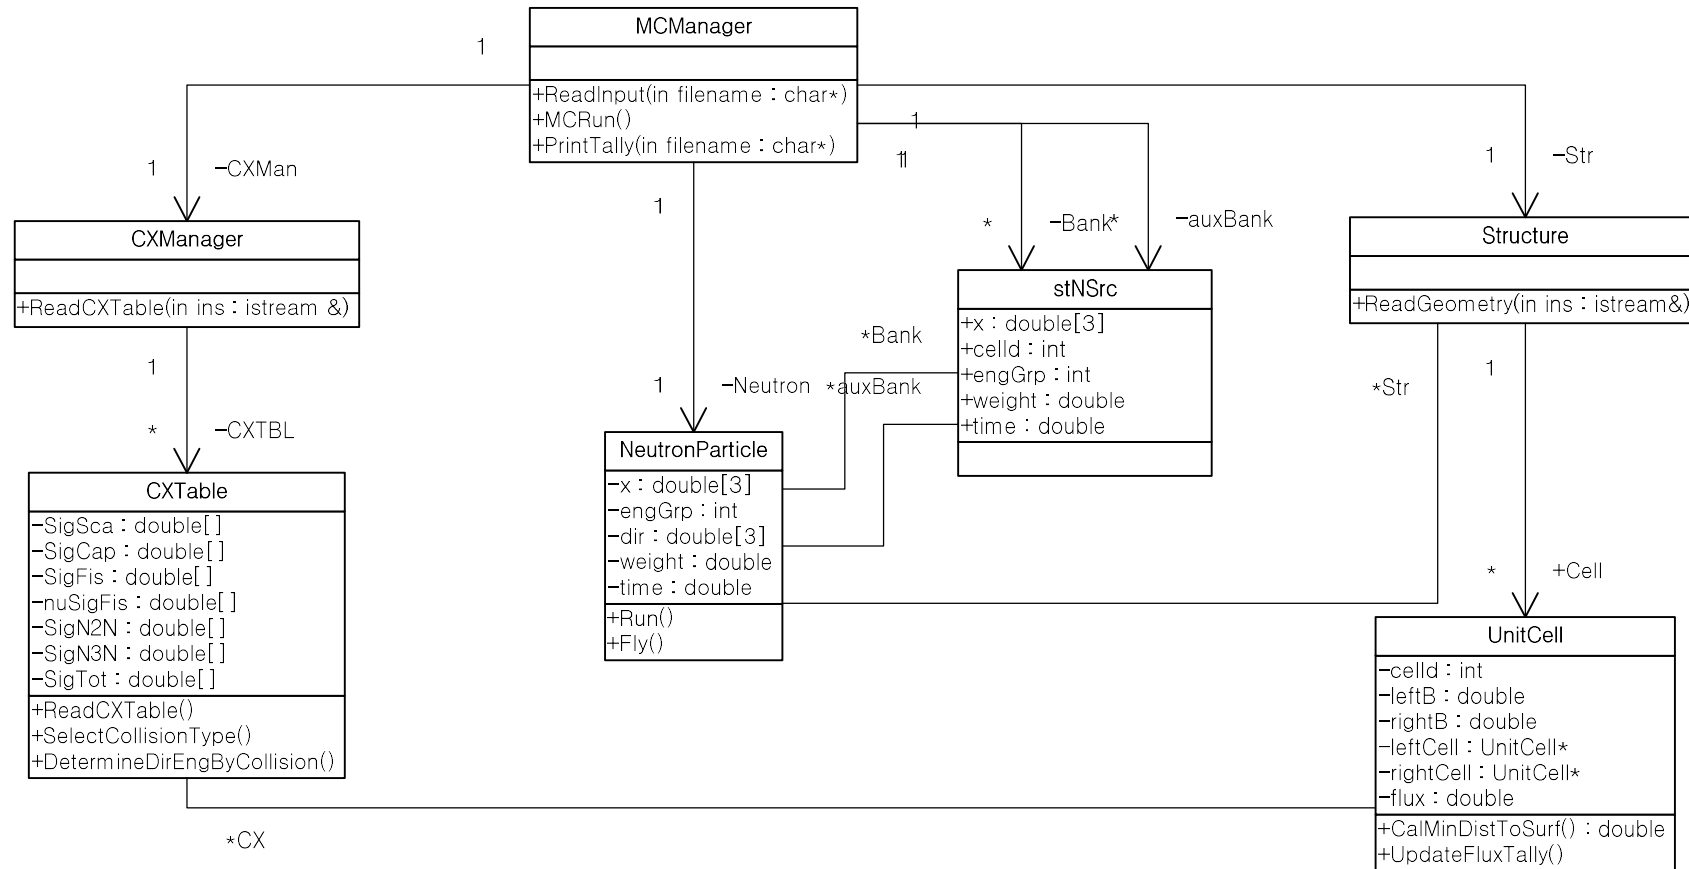 MCManager
+ReadInput(in filename : char*)
+MCRun()
+PrintTally(in filename : char*)
1
1
-CXMan
CXManager
+ReadCXTable(in ins : istream &)
1
*
-CXTBL
CXTable
-SigSca : double[ ]
-SigCap : double[ ]
-SigFis : double[ ]
-nuSigFis : double[ ]
-SigN2N : double[ ]
-SigN3N : double[ ]
-SigTot : double[ ]
+ReadCXTable()
+SelectCollisionType()
+DetermineDirEngByCollision()
*CX
1
1
-Neutron
NeutronParticle
-x : double[3]
-engGrp : int
-dir : double[3]
-weight : double
-time : double
+Run()
+Fly()
1
11
*
-Bank
*
-auxBank
stNSrc
+x : double[3]
+cellId : int
+engGrp : int
+weight : double
+time : double
*Bank
*auxBank
1
-Str
Structure
+ReadGeometry(in ins : istream&)
*Str
1
*
+Cell
UnitCell
-cellId : int
-leftB : double
-rightB : double
-leftCell : UnitCell*
-rightCell : UnitCell*
-flux : double
+CalMinDistToSurf() : double
+UpdateFluxTally()